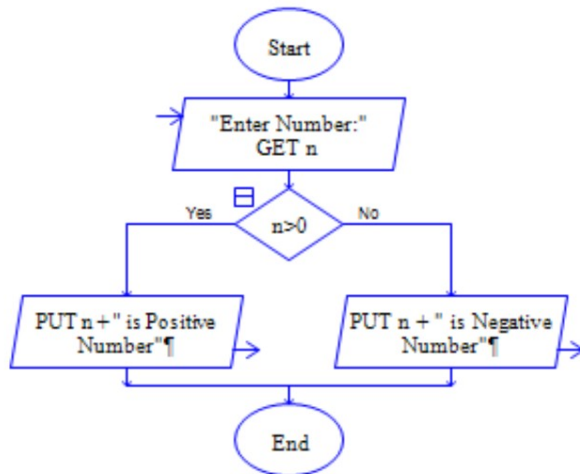 Start
"Enter Number:"
GET n
Yes
n>0
No
PUT n+" is Positive
Number"¶
PUT n + " is Negative
Number"¶
End